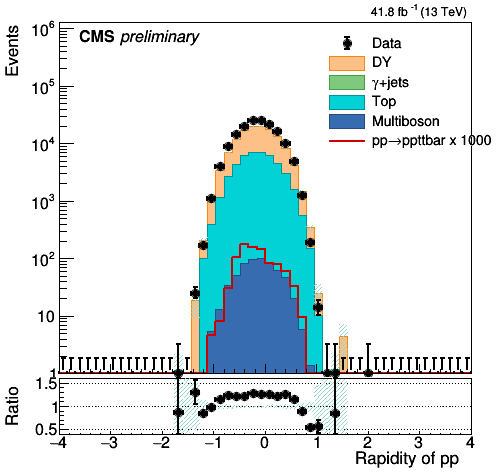 41.8 fb⁻¹ (13 TeV)
CMS preliminary
Events
10⁶
10⁵
10⁴
10³
10²
10
1
Data
DY
γ+jets
Top
Multiboson
pp→ppttbar x 1000
Ratio
1.5
1
0.5
−4 −3 −2 −1 0 1 2 3 4
Rapidity of pp